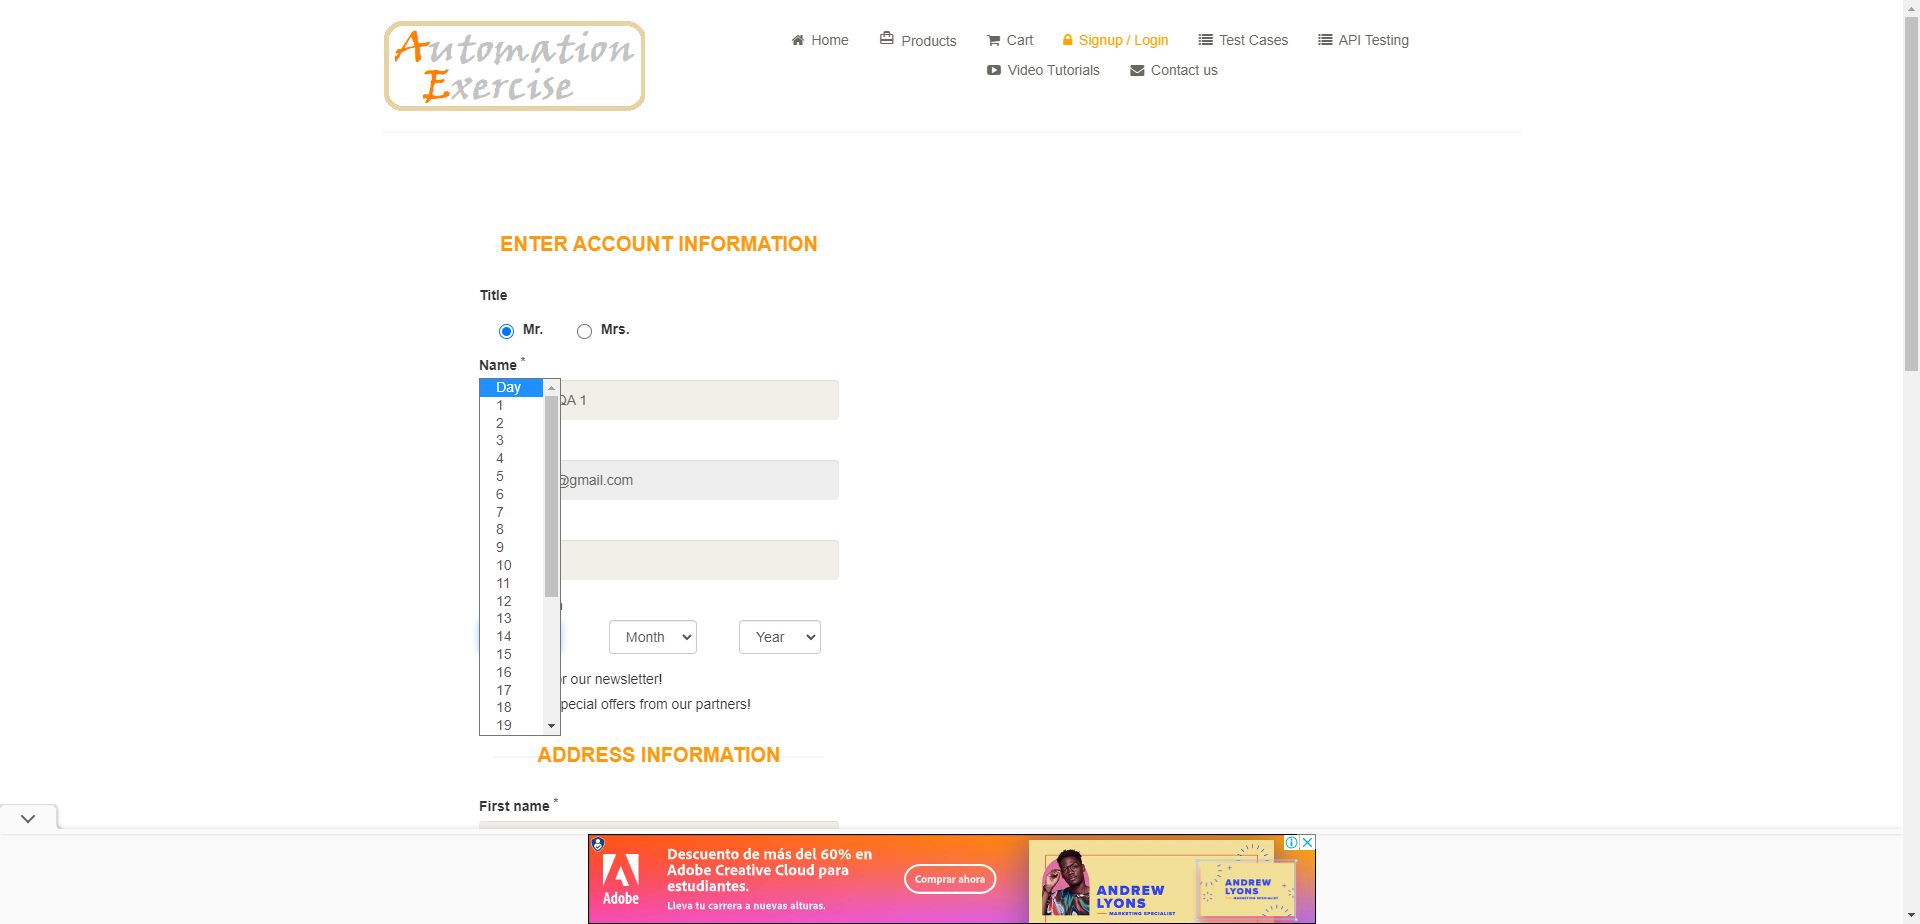 Automation
Exercise
Home
Products
Cart
Signup / Login
Test Cases
API Testing
Video Tutorials
Contact us
ENTER ACCOUNT INFORMATION
Title
Mr.
Mrs.
Name *
Day
1
2
3
4
5
6
7
8
9
10
11
12
13
14
15
16
17
18
19
QA 1
@gmail.com
Month
Year
r our newsletter!
pecial offers from our partners!
ADDRESS INFORMATION
First name *
Adobe
Descuento de más del 60% en
Adobe Creative Cloud para
estudiantes.
Lleva tu carrera a nuevas alturas.
Comprar ahora
ANDREW
LYONS
MARKETING SPECIALIST
ANDREW
LYONS
MARKETING SPECIALIST